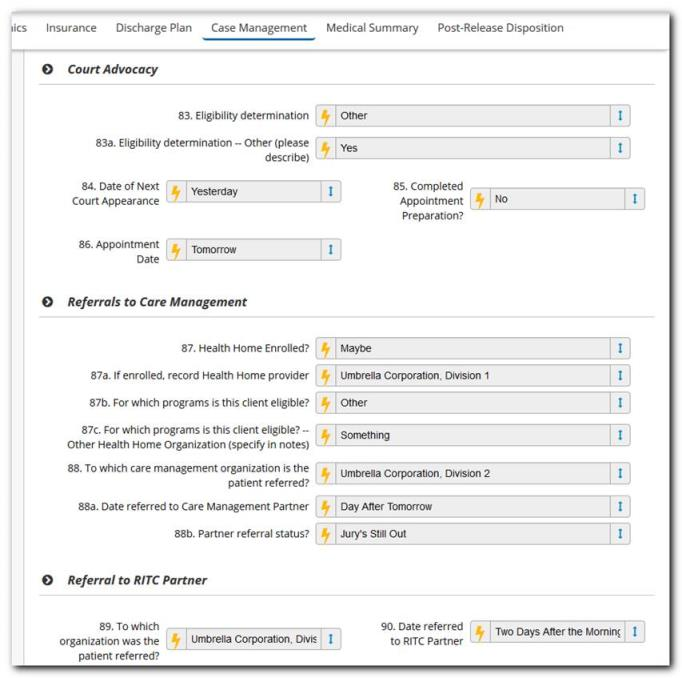 ics Insurance Discharge Plan Case Management Medical Summary Post-Release Disposition
Court Advocacy
83. Eligibility determination Other
83a. Eligibility determination -- Other (please
describe) Yes
84. Date of Next
Court Appearance Yesterday
85. Completed
Appointment
Preparation? No
86. Appointment
Date Tomorrow
Referrals to Care Management
87. Health Home Enrolled? Maybe
87a. If enrolled, record Health Home provider Umbrella Corporation, Division 1
87b. For which programs is this client eligible? Other
87c. For which programs is this client eligible? --
Other Health Home Organization (specify in notes) Something
88. To which care management organization is the
patient referred? Umbrella Corporation, Division 2
88a. Date referred to Care Management Partner Day After Tomorrow
88b. Partner referral status? Jury's Still Out
Referral to RITC Partner
89. To which
organization was the
patient referred? Umbrella Corporation, Divis
90. Date referred
to RITC Partner Two Days After the Morning